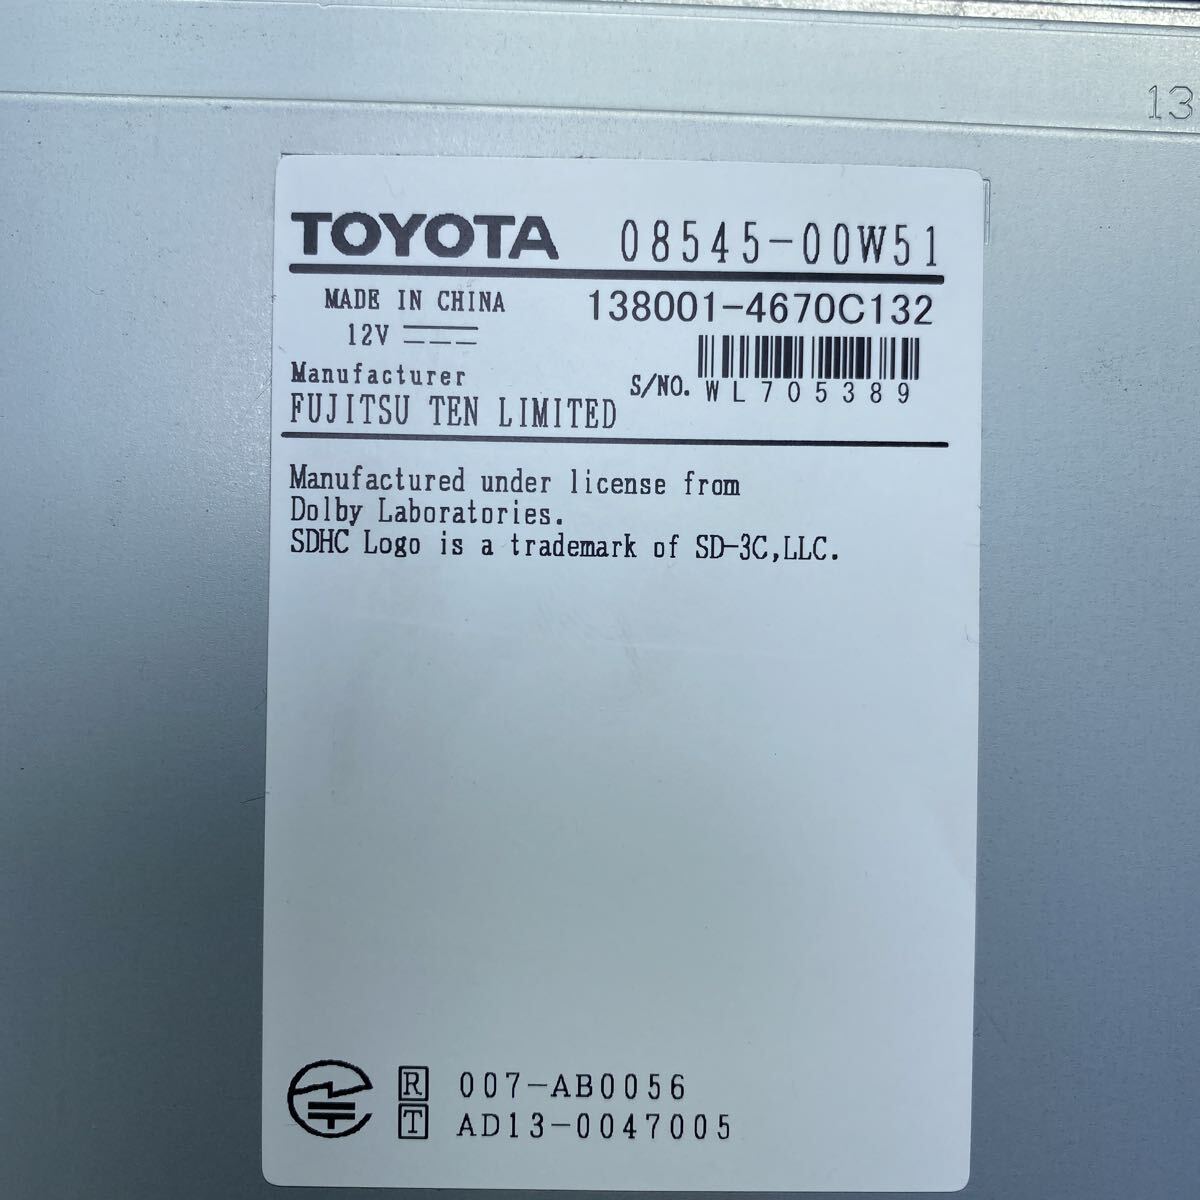 13
TOYOTA 08545-00W51
MADE IN CHINA 138001-4670C132
12V
Manufacturer S/NO. WL705389
FUJITSU TEN LIMITED
Manufactured under license from
Dolby Laboratories.
SDHC Logo is a trademark of SD-3C,LLC.
R 007-AB0056
T AD13-0047005